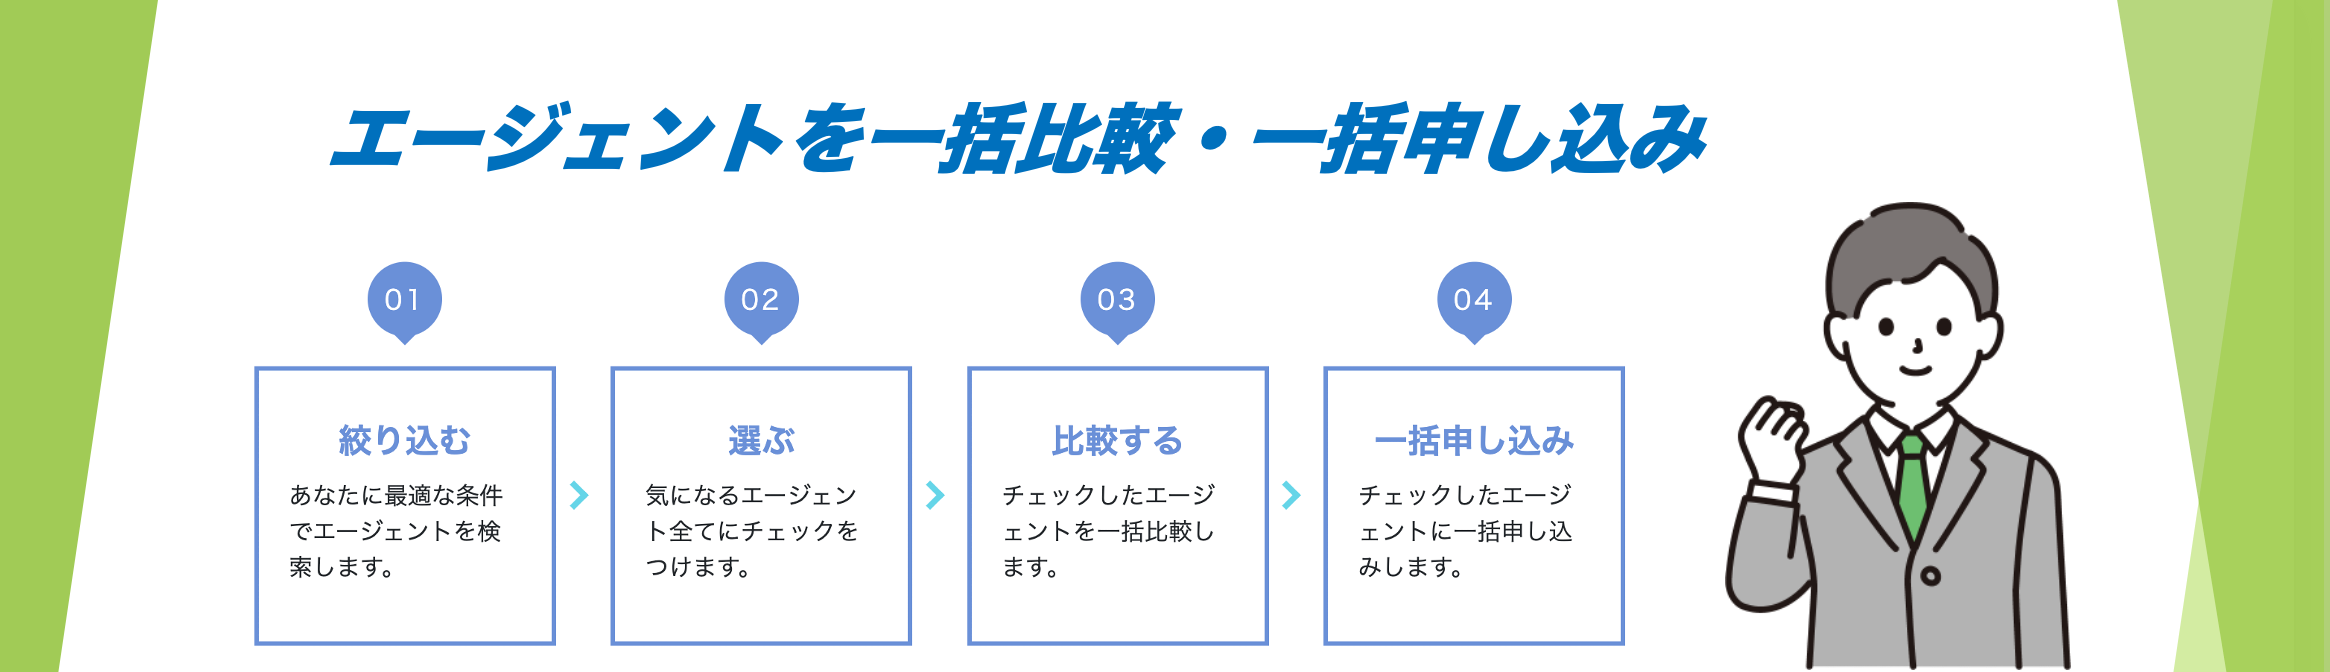 エージェントを一括比較・一括申し込み
01
絞り込む
あなたに最適な条件
でエージェントを検
索します。
02
選ぶ
気になるエージェン
ト全てにチェックを
つけます。
03
比較する
チェックしたエージ
ェントを一括比較し
ます。
04
一括申し込み
チェックしたエージ
ェントに一括申し込
みします。